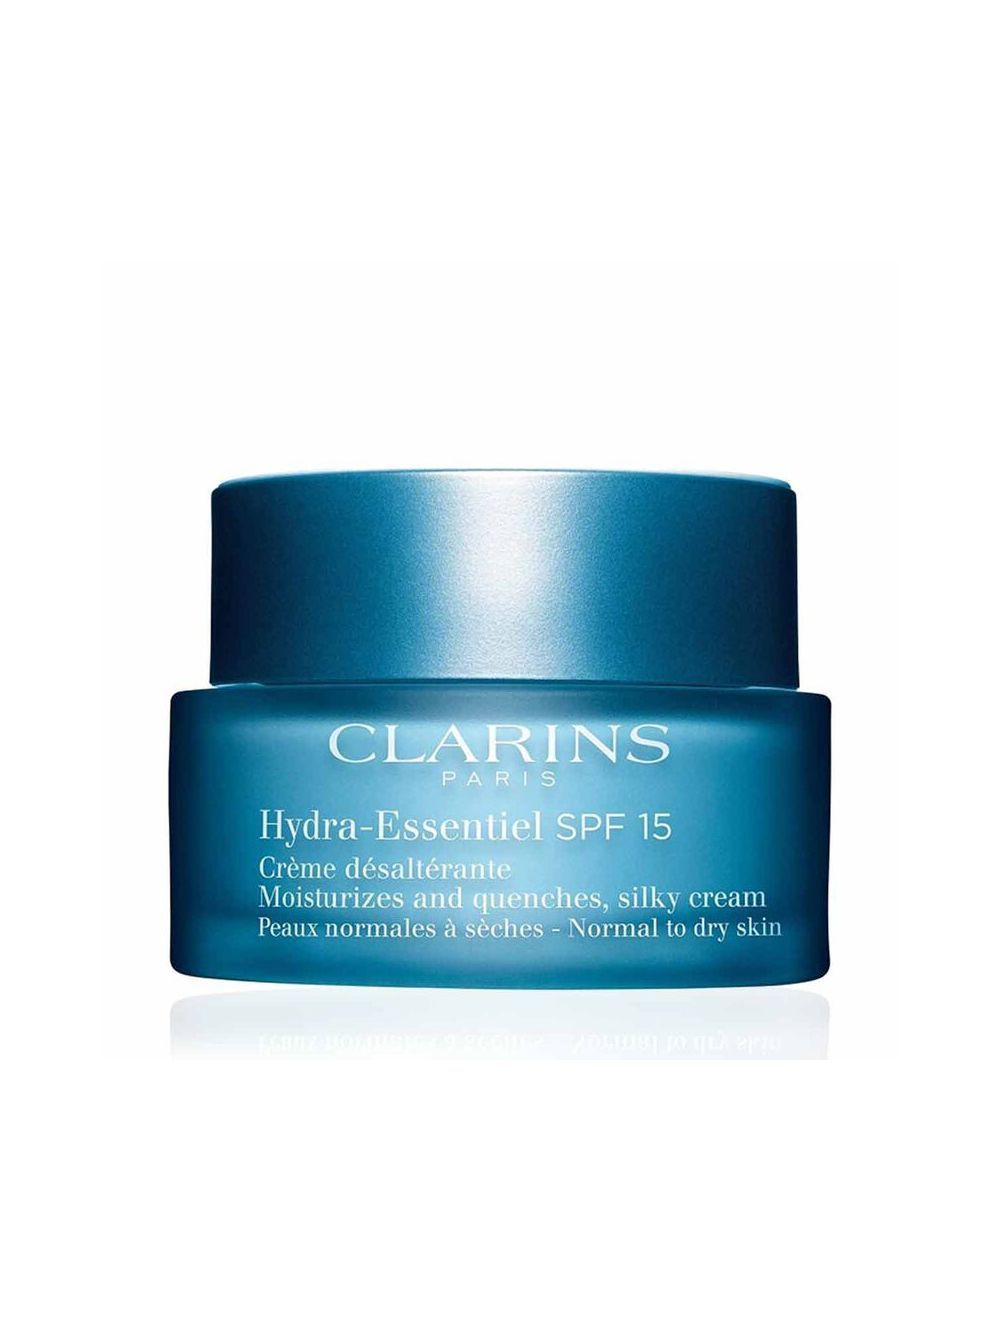 CLARINS
PARIS
Hydra-Essentiel SPF 15
Crème désaltérante
Moisturizes and quenches, silky cream
Peaux normales à sèches - Normal to dry skin